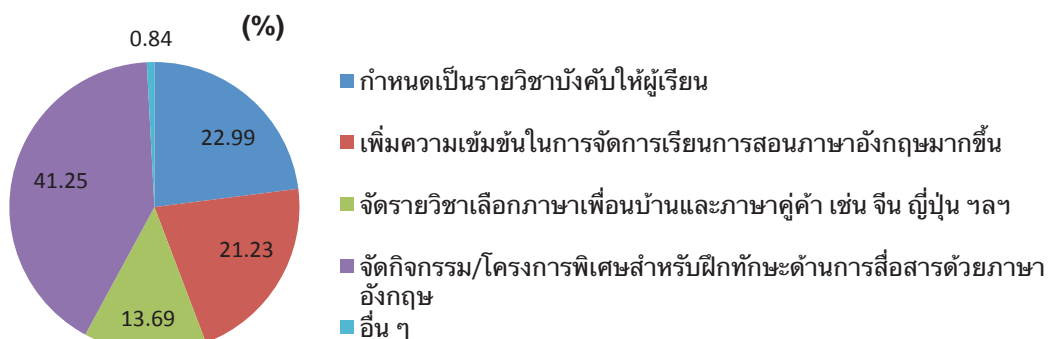 (%)
0.84
22.99
41.25
21.23
13.69
กำหนดเป็นรายวิชาบังคับให้ผู้เรียน
เพิ่มความเข้มข้นในการจัดการเรียนการสอนภาษาอังกฤษมากขึ้น
จัดรายวิชาเลือกภาษาเพื่อนบ้านและภาษาคู่ค้า เช่น จีน ญี่ปุ่น ฯลฯ
จัดกิจกรรม/โครงการพิเศษสำหรับฝึกทักษะด้านการสื่อสารด้วยภาษา
อังกฤษ
อื่น ๆ